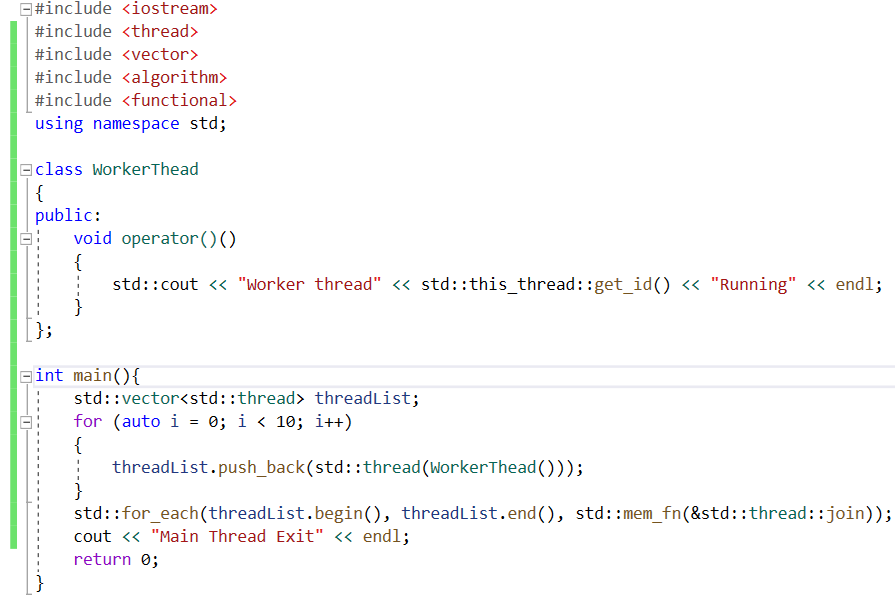 #include <iostream>
#include <thread>
#include <vector>
#include <algorithm>
#include <functional>
using namespace std;
class WorkerThead
{
public:
    void operator()()
    {
        std::cout << "Worker thread" << std::this_thread::get_id() << "Running" << endl;
    }
};
int main(){
    std::vector<std::thread> threadList;
    for (auto i = 0; i < 10; i++)
    {
        threadList.push_back(std::thread(WorkerThead()));
    }
    std::for_each(threadList.begin(), threadList.end(), std::mem_fn(&std::thread::join));
    cout << "Main Thread Exit" << endl;
    return 0;
}